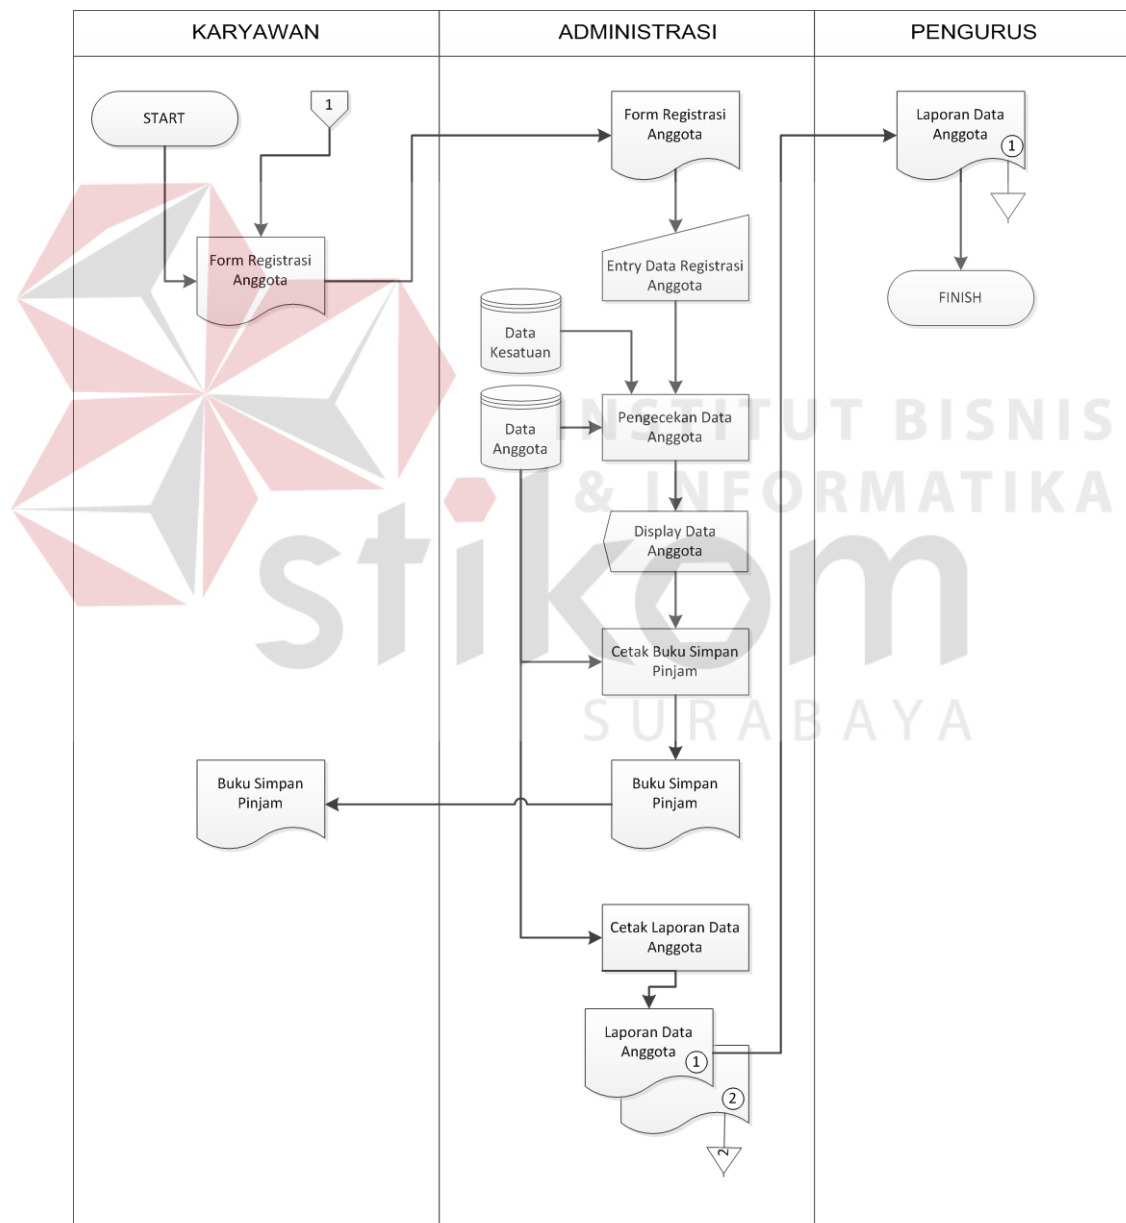 KARYAWAN
ADMINISTRASI
PENGURUS
START
1
Form Registrasi
Anggota
Form Registrasi
Anggota
Entry Data Registrasi
Anggota
Data
Kesatuan
Data
Anggota
Pengecekan Data
Anggota
Display Data
Anggota
Cetak Buku Simpan
Pinjam
Buku Simpan
Pinjam
Buku Simpan
Pinjam
Cetak Laporan Data
Anggota
Laporan Data
Anggota
1
2
2
Laporan Data
Anggota
1
FINISH
INSTITUT BISNIS
& INFORMATIKA
stikom
SURABAYA